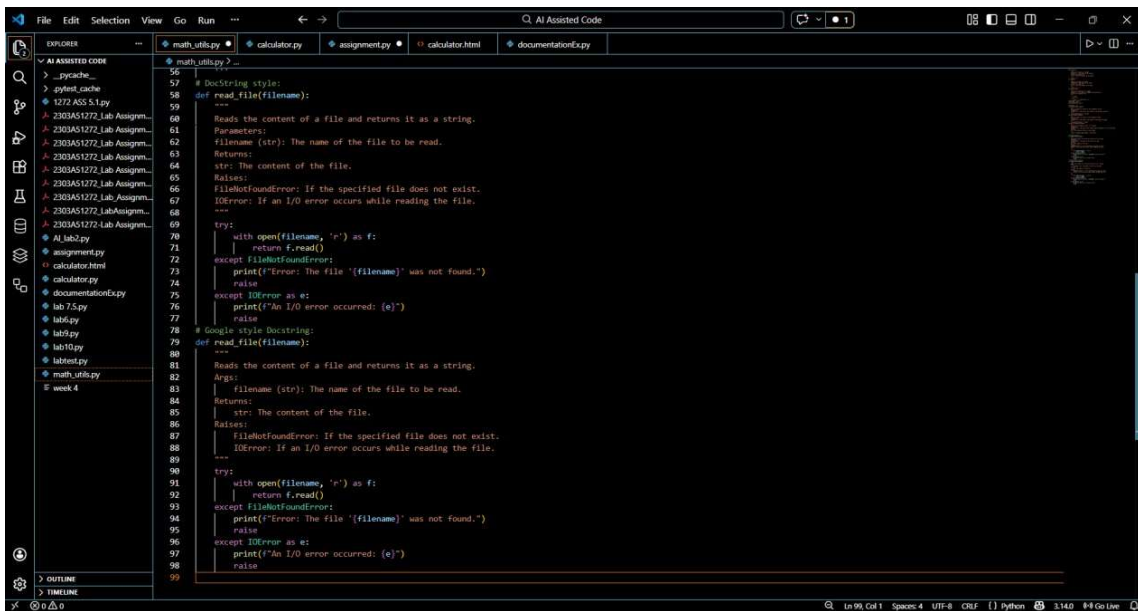 File Edit Selection View Go Run ··· ← → AI Assisted Code 1
EXPLORER ···
AI ASSISTED CODE
__pycache__
.pytest_cache
1272 ASS 5.1.py
2303A51272_Lab Assignm...
2303A51272_Lab Assignm...
2303A51272_Lab Assignm...
2303A51272_Lab Assignm...
2303A51272_Lab Assignm...
2303A51272_Lab Assignm...
2303A51272_Lab_Assignm...
2303A51272_LabAssignm...
2303A51272-Lab Assignm...
AI_lab2.py
assignment.py
calculator.html
calculator.py
documentationEx.py
lab 7.5.py
lab6.py
lab9.py
lab10.py
labtest.py
math_utils.py
week 4
OUTLINE
TIMELINE
math_utils.py calculator.py assignment.py calculator.html documentationEx.py
math_utils.py > ...
56 """
57 # DocString style:
58 def read_file(filename):
59 """
60 Reads the content of a file and returns it as a string.
61 Parameters:
62 filename (str): The name of the file to be read.
63 Returns:
64 str: The content of the file.
65 Raises:
66 FileNotFoundError: If the specified file does not exist.
67 IOError: If an I/O error occurs while reading the file.
68 """
69 try:
70 with open(filename, 'r') as f:
71 return f.read()
72 except FileNotFoundError:
73 print(f"Error: The file '{filename}' was not found.")
74 raise
75 except IOError as e:
76 print(f"An I/O error occurred: {e}")
77 raise
78 # Google style Docstring:
79 def read_file(filename):
80 """
81 Reads the content of a file and returns it as a string.
82 Args:
83 filename (str): The name of the file to be read.
84 Returns:
85 str: The content of the file.
86 Raises:
87 FileNotFoundError: If the specified file does not exist.
88 IOError: If an I/O error occurs while reading the file.
89 """
90 try:
91 with open(filename, 'r') as f:
92 return f.read()
93 except FileNotFoundError:
94 print(f"Error: The file '{filename}' was not found.")
95 raise
96 except IOError as e:
97 print(f"An I/O error occurred: {e}")
98 raise
99
0 0 Ln 99, Col 1 Spaces: 4 UTF-8 CRLF {} Python 3.14.0 Go Live